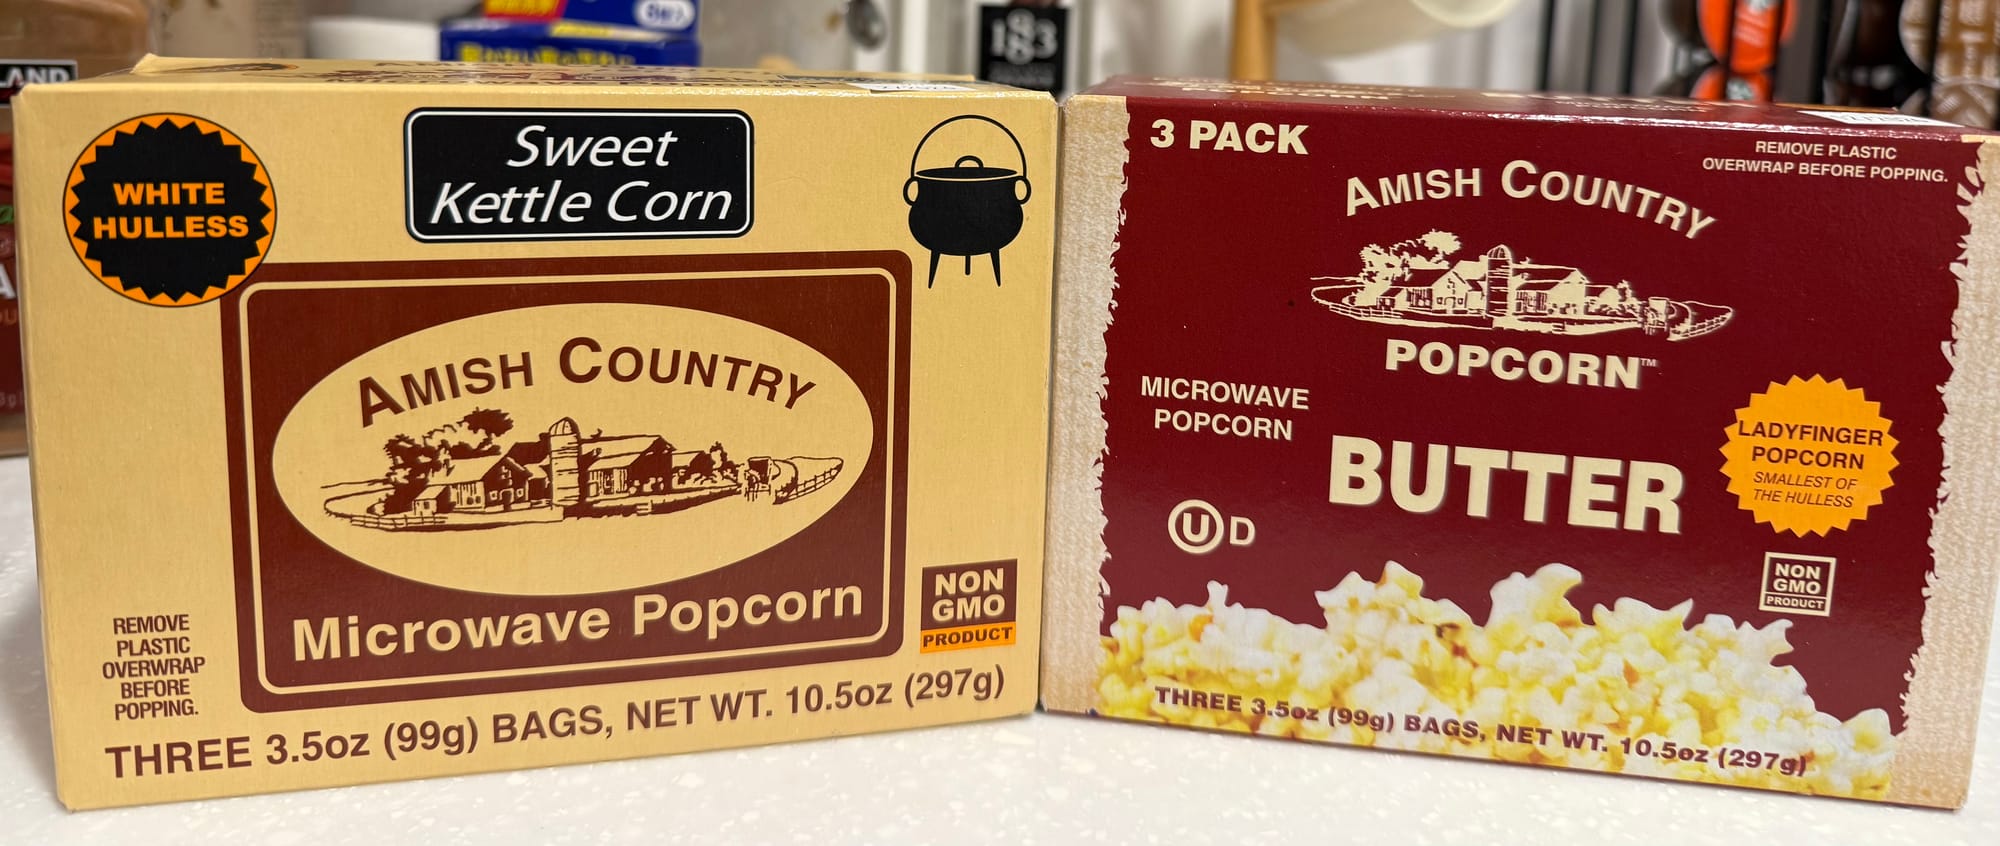 WHITE
HULLESS
Sweet
Kettle Corn
AMISH COUNTRY
Microwave Popcorn
NON
GMO
PRODUCT
REMOVE
PLASTIC
OVERWRAP
BEFORE
POPPING.
THREE 3.5oz (99g) BAGS, NET WT. 10.5oz (297g)
3 PACK
REMOVE PLASTIC
OVERWRAP BEFORE POPPING.
AMISH COUNTRY
POPCORN™
MICROWAVE
POPCORN
BUTTER
LADYFINGER
POPCORN
SMALLEST OF
THE HULLESS
U D
NON
GMO
PRODUCT
THREE 3.5oz (99g) BAGS, NET WT. 10.5oz (297g)
LAND
1883